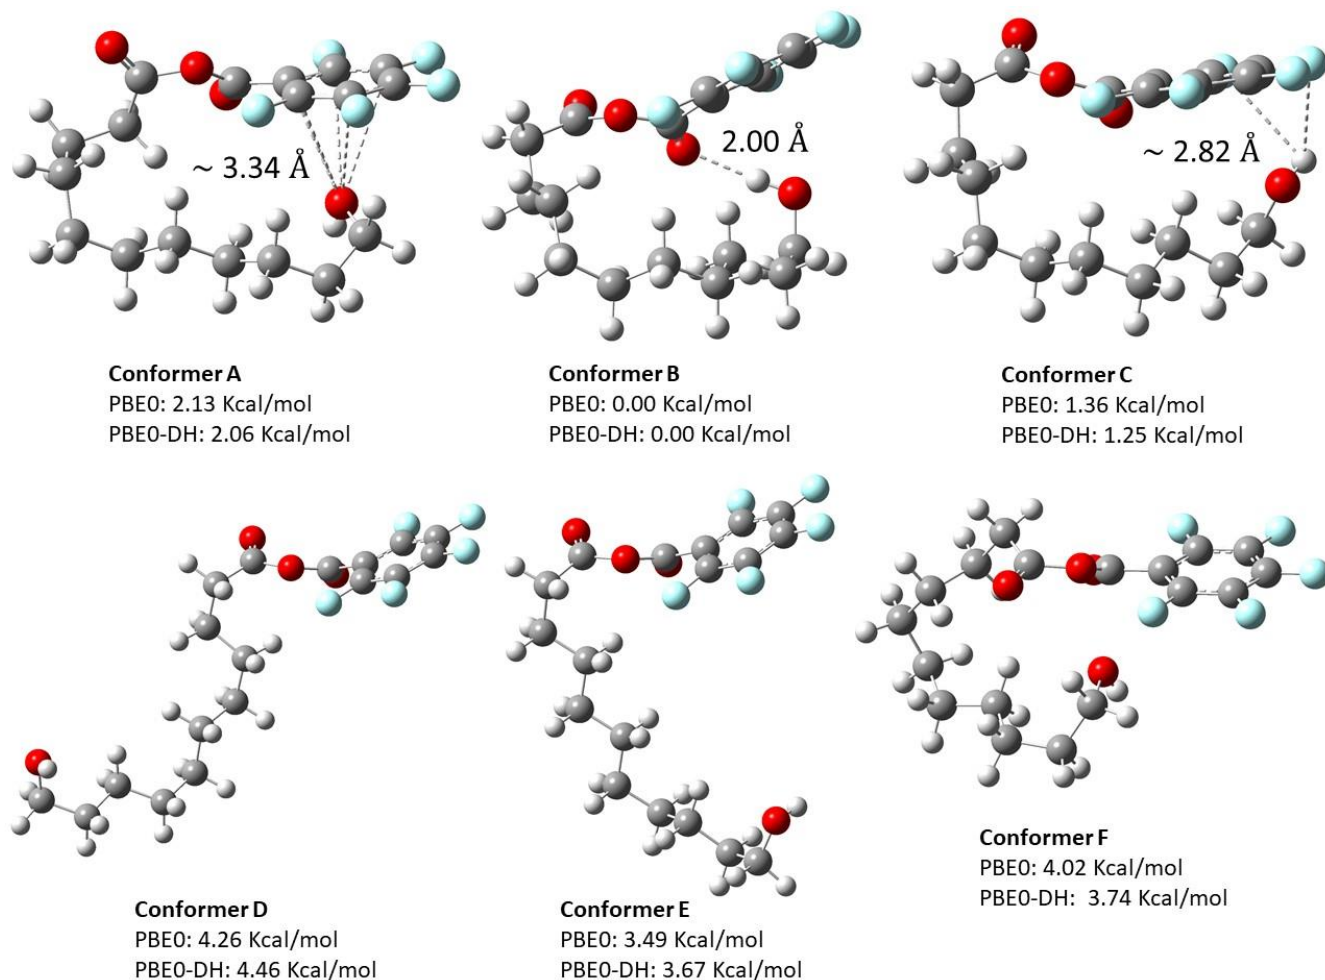 ~ 3.34 Å
2.00 Å
~ 2.82 Å
Conformer A
PBE0: 2.13 Kcal/mol
PBE0-DH: 2.06 Kcal/mol
Conformer B
PBE0: 0.00 Kcal/mol
PBE0-DH: 0.00 Kcal/mol
Conformer C
PBE0: 1.36 Kcal/mol
PBE0-DH: 1.25 Kcal/mol
Conformer D
PBE0: 4.26 Kcal/mol
PBE0-DH: 4.46 Kcal/mol
Conformer E
PBE0: 3.49 Kcal/mol
PBE0-DH: 3.67 Kcal/mol
Conformer F
PBE0: 4.02 Kcal/mol
PBE0-DH:  3.74 Kcal/mol